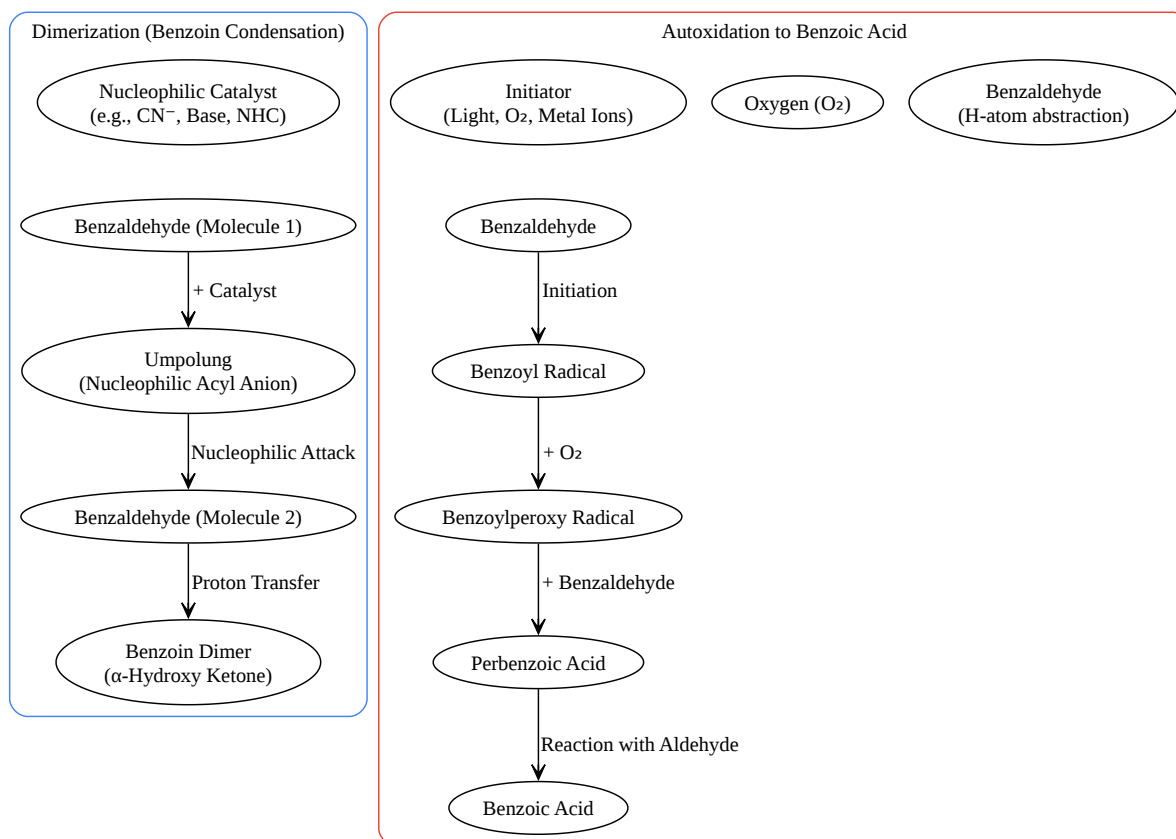 Dimerization (Benzoin Condensation)
Nucleophilic Catalyst
(e.g., CN⁻, Base, NHC)
Benzaldehyde (Molecule 1)
+ Catalyst
Umpolung
(Nucleophilic Acyl Anion)
Nucleophilic Attack
Benzaldehyde (Molecule 2)
Proton Transfer
Benzoin Dimer
(α-Hydroxy Ketone)
Autoxidation to Benzoic Acid
Initiator
(Light, O₂, Metal Ions)
Oxygen (O₂)
Benzaldehyde
(H-atom abstraction)
Benzaldehyde
Initiation
Benzoyl Radical
+ O₂
Benzoylperoxy Radical
+ Benzaldehyde
Perbenzoic Acid
Reaction with Aldehyde
Benzoic Acid